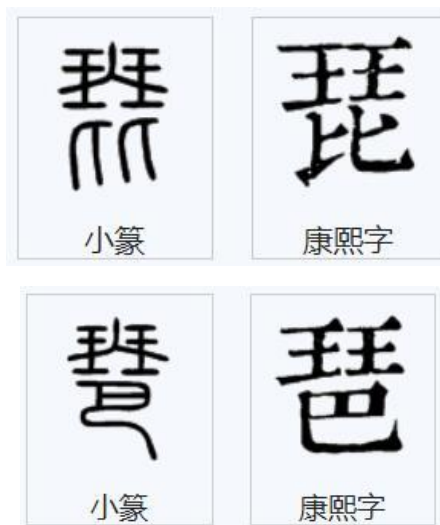 琵 琵
小篆 康熙字
琶 琶
小篆 康熙字